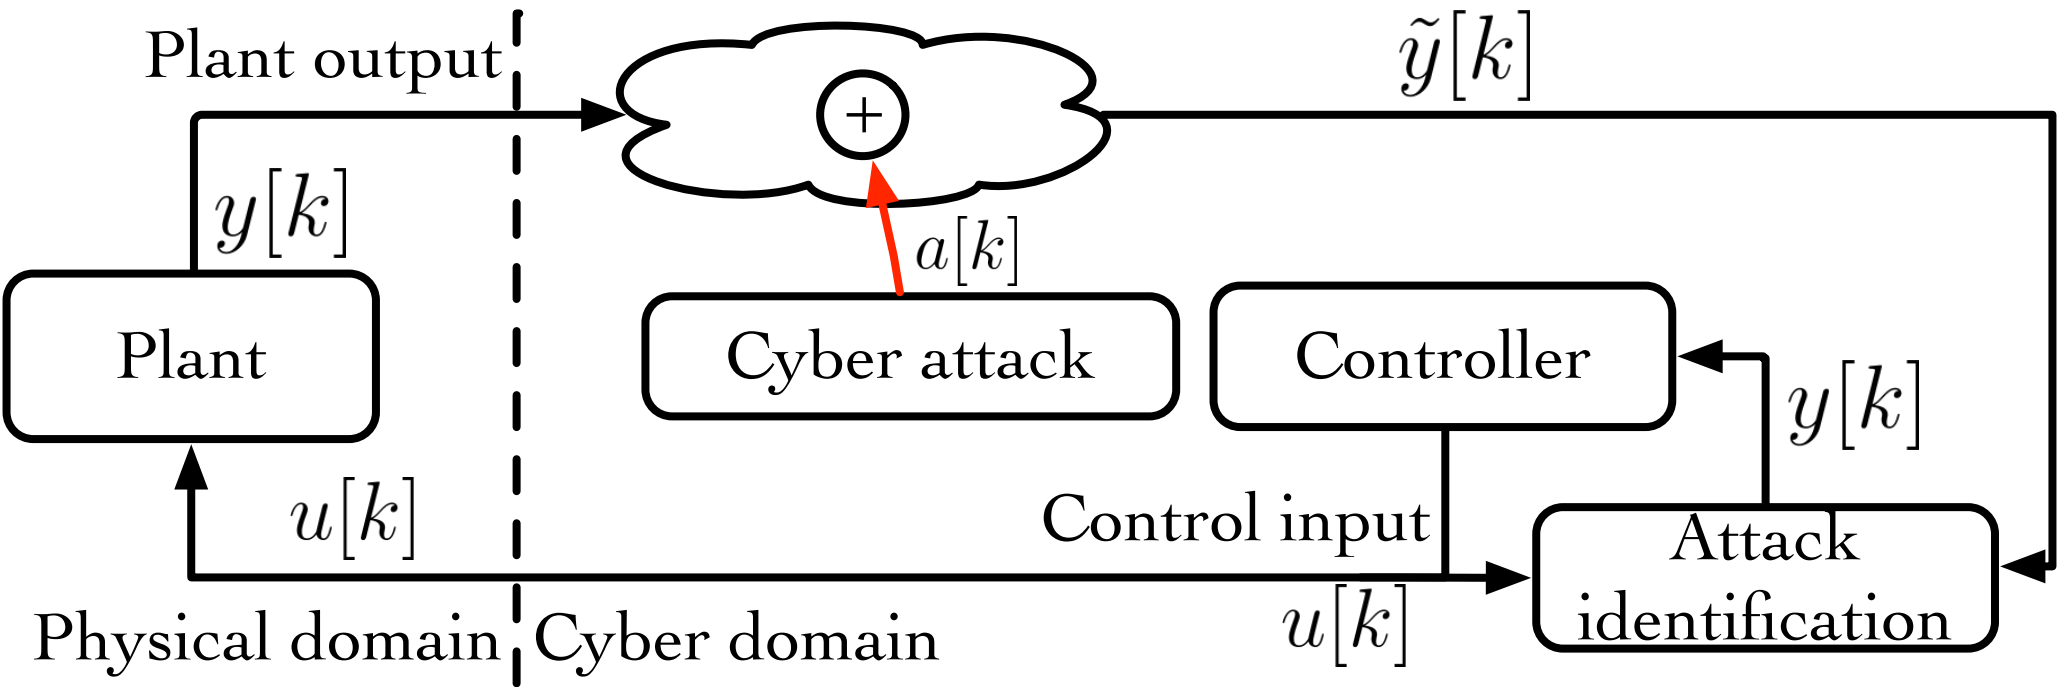 Plant output
+
ỹ[k]
y[k]
a[k]
Plant
Cyber attack
Controller
y[k]
u[k]
Control input
Attack
identification
u[k]
Physical domain
Cyber domain